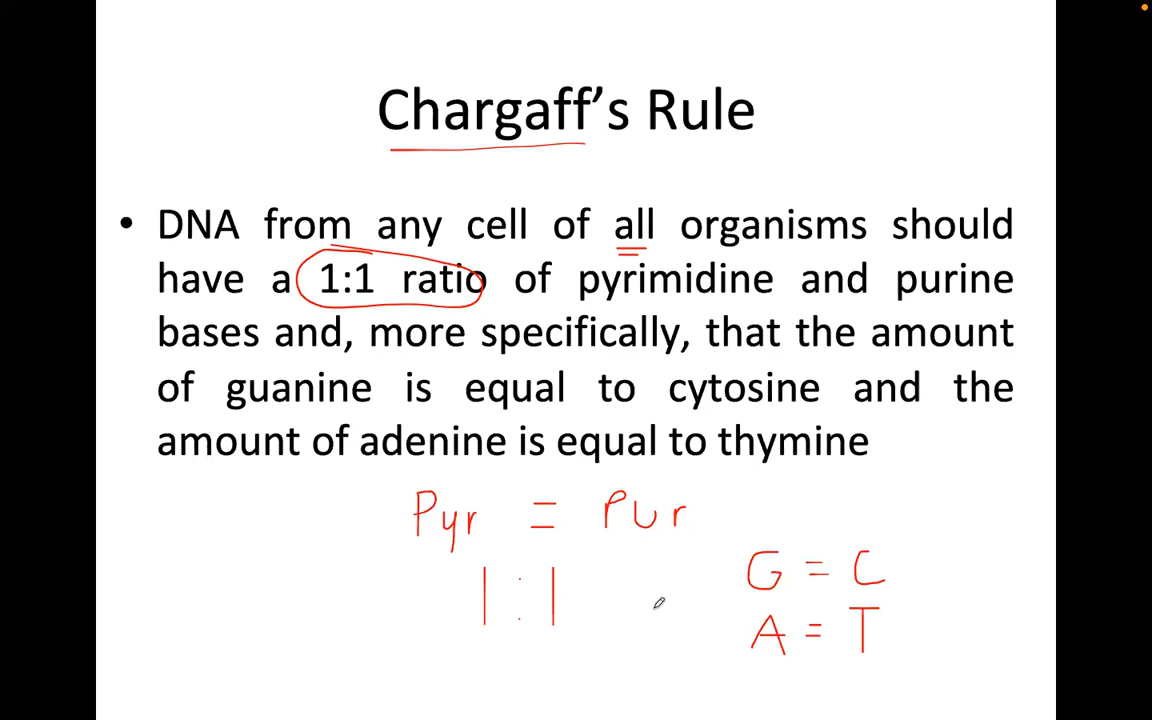 Chargaff's Rule
• DNA from any cell of all organisms should
have a 1:1 ratio of pyrimidine and purine
bases and, more specifically, that the amount
of guanine is equal to cytosine and the
amount of adenine is equal to thymine
Pyr = Pur
1:1
G = C
A = T